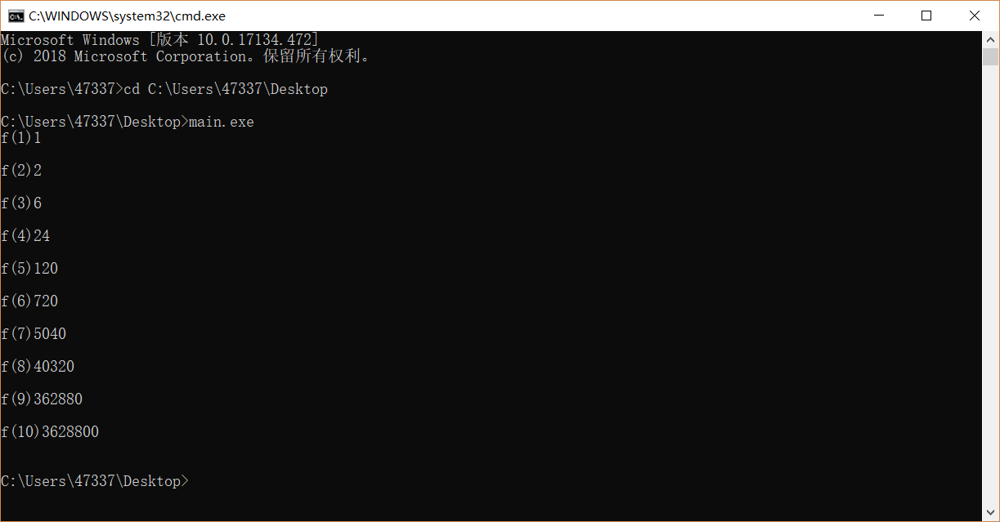 C:\WINDOWS\system32\cmd.exe
Microsoft Windows [版本 10.0.17134.472]
(c) 2018 Microsoft Corporation。保留所有权利。
C:\Users\47337>cd C:\Users\47337\Desktop
C:\Users\47337\Desktop>main.exe
f(1)1
f(2)2
f(3)6
f(4)24
f(5)120
f(6)720
f(7)5040
f(8)40320
f(9)362880
f(10)3628800
C:\Users\47337\Desktop>